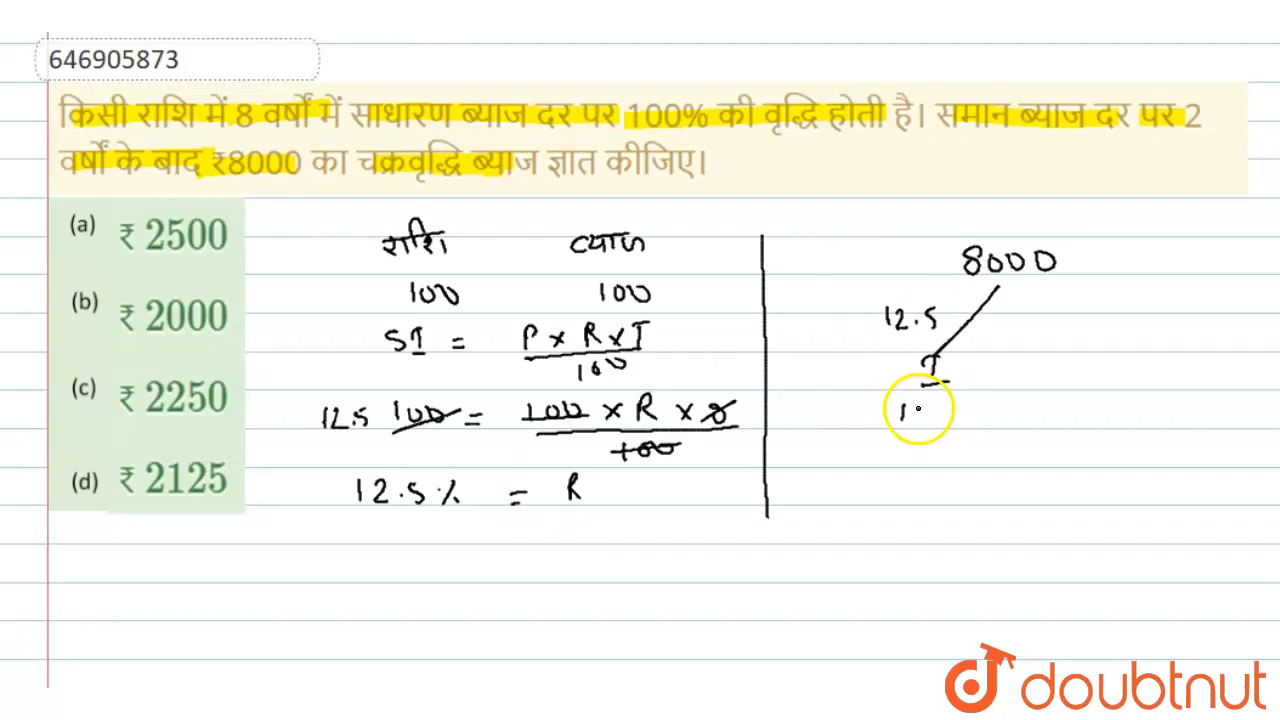 646905873
किसी राशि में 8 वर्षों में साधारण ब्याज दर पर 100% की वृद्धि होती है। समान ब्याज दर पर 2
वर्षों के बाद ₹8000 का चक्रवृद्धि ब्याज ज्ञात कीजिए।
(a) ₹ 2500
(b) ₹ 2000
(c) ₹ 2250
(d) ₹ 2125
राशि ब्याज
100 100
SI = P × R × T
100
12.5 100 = 100 × R × 8
100
12.5 % = R
8000
12.5
I
1
doubtnut